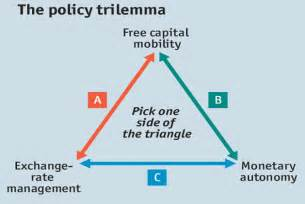 The policy trilemma
Free capital
mobility
A
B
Pick one
side of
the triangle
Exchange-
rate
management
C
Monetary
autonomy